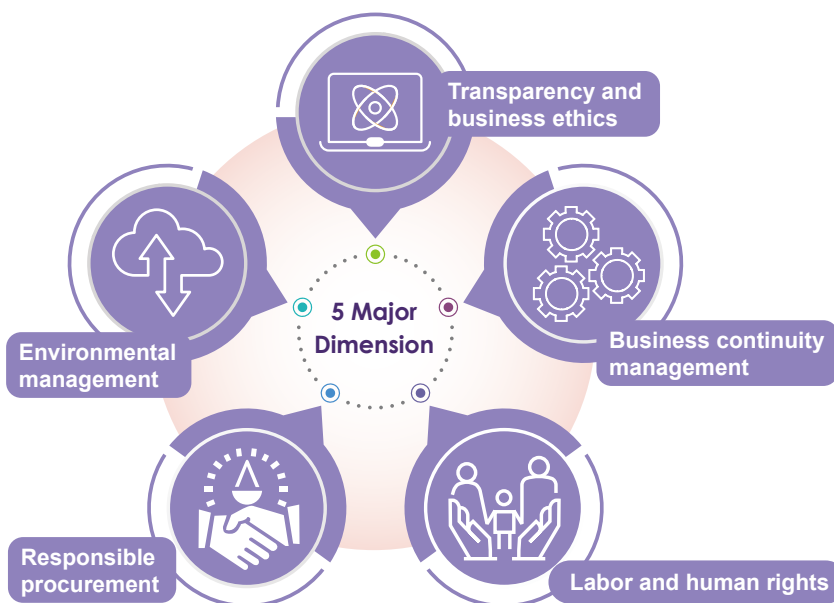 Transparency and
business ethics
5 Major
Dimension
Environmental
management
Business continuity
management
Responsible
procurement
Labor and human rights